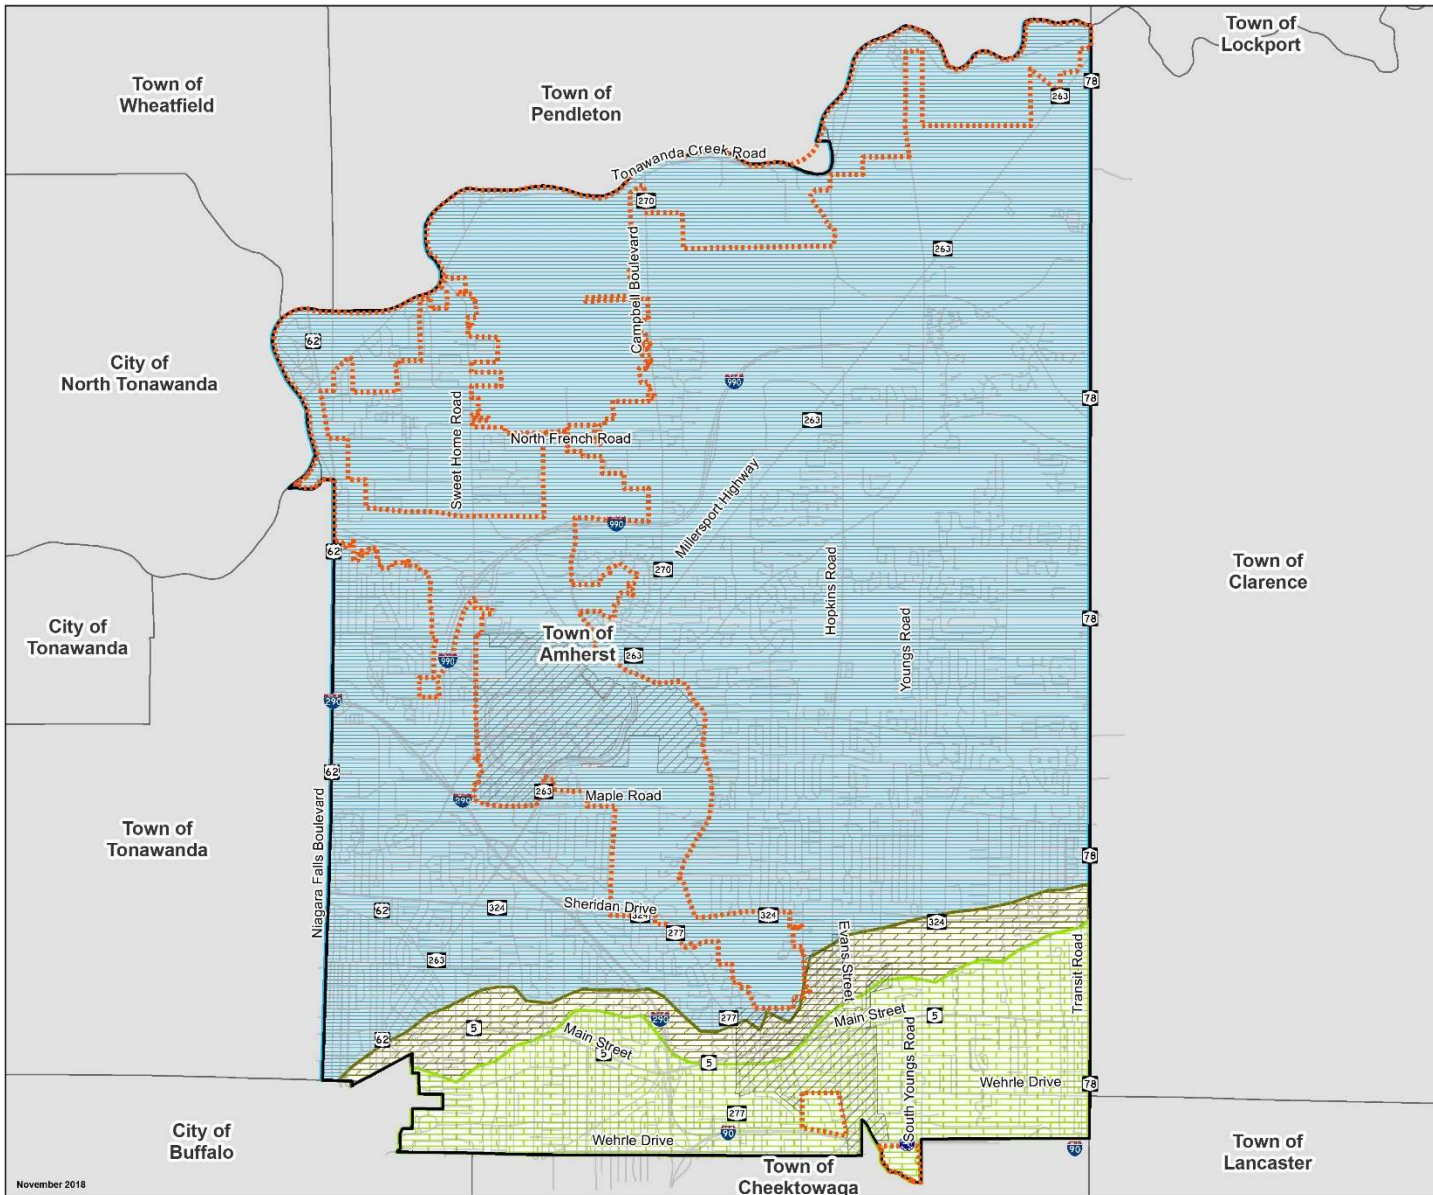 Town of
Lockport
Town of
Wheatfield
Town of
Pendleton
78
263
Tonawanda Creek Road
270
263
Campbell Boulevard
62
City of
North Tonawanda
990
78
263
Sweet Home Road
North French Road
Millersport Highway
990
62
270
Town of
Clarence
Hopkins Road
City of
Tonawanda
Town of
Amherst
78
Youngs Road
263
990
290
62
290
263
Maple Road
Town of
Tonawanda
Niagara Falls Boulevard
78
62
324
Sheridan Drive
324
324
277
324
Evans Street
Transit Road
263
290
277
Main Street
5
5
62
Main Street
5
5
South Youngs Road
Wehrle Drive
78
277
90
Wehrle Drive
City of
Buffalo
90
90
Town of
Lancaster
Town of
Cheektowaga
November 2018